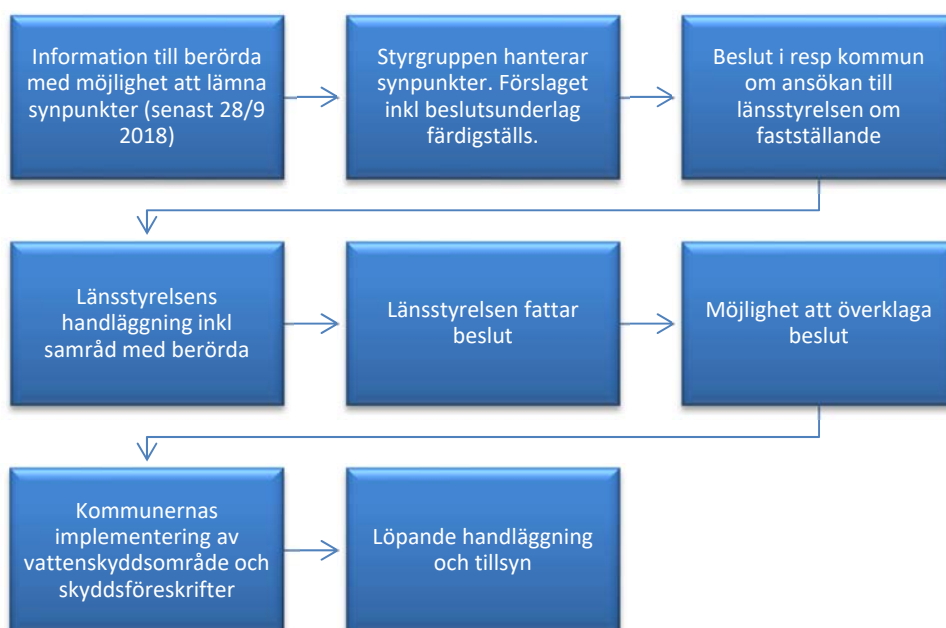 Information till berörda
med möjlighet att lämna
synpunkter (senast 28/9
2018)
Styrgruppen hanterar
synpunkter. Förslaget
inkl beslutsunderlag
färdigställs.
Beslut i resp kommun
om ansökan till
länsstyrelsen om
fastställande
Länsstyrelsens
handläggning inkl
samråd med berörda
Länsstyrelsen fattar
beslut
Möjlighet att överklaga
beslut
Kommunernas
implementering av
vattenskyddsområde och
skyddsföreskrifter
Löpande handläggning
och tillsyn